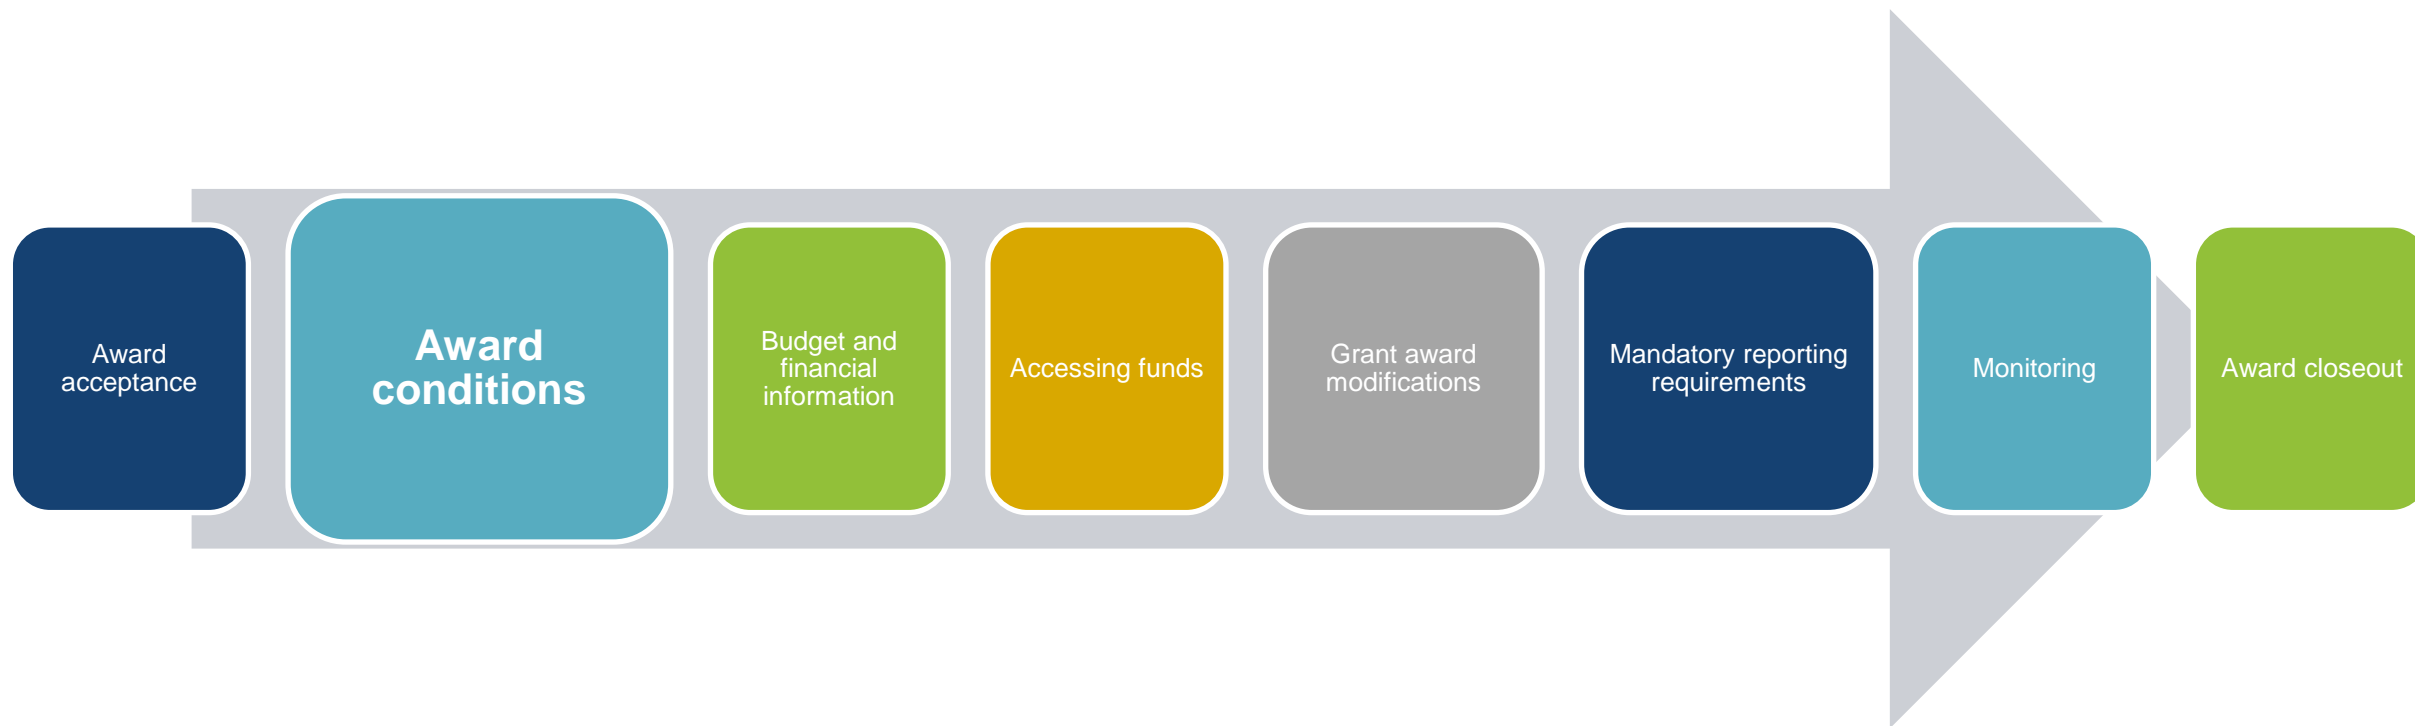 Award
acceptance
Award
conditions
Budget and
financial
information
Accessing funds
Grant award
modifications
Mandatory reporting
requirements
Monitoring
Award closeout